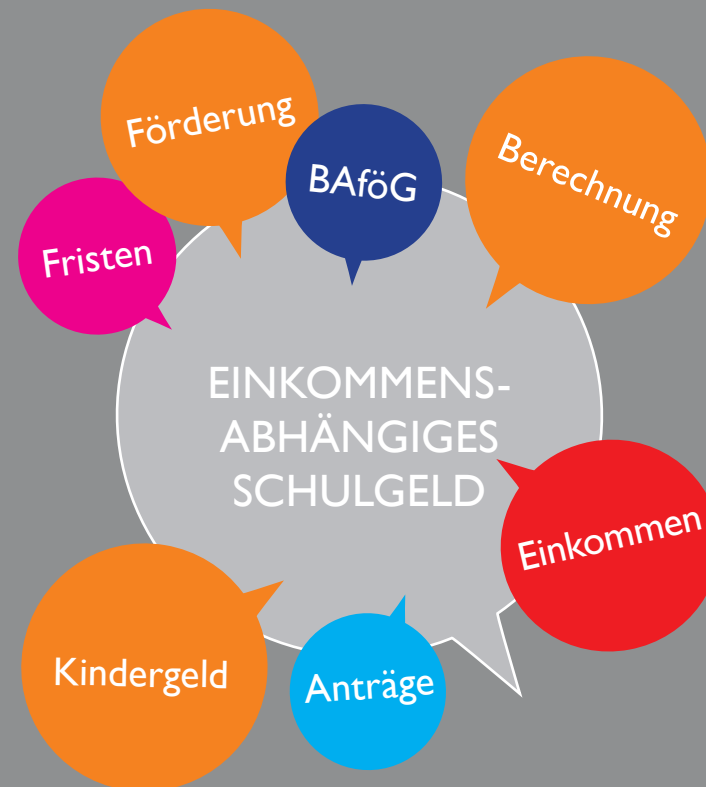 Förderung
BAföG
Berechnung
Fristen
EINKOMMENS-
ABHÄNGIGES
SCHULGELD
Einkommen
Kindergeld
Anträge